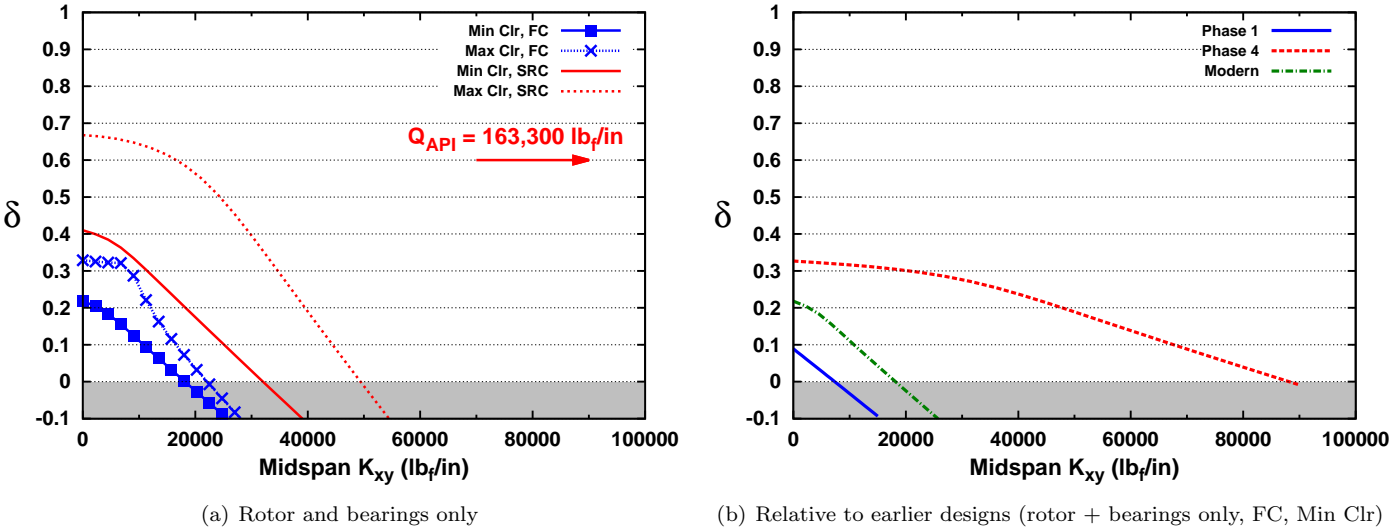 1
0.9
0.8
0.7
0.6
0.5
0.4
0.3
0.2
0.1
0
-0.1
δ
0 20000 40000 60000 80000 100000
Midspan Kxy (lbf/in)
Min Clr, FC
Max Clr, FC
Min Clr, SRC
Max Clr, SRC
QAPI = 163,300 lbf/in
(a) Rotor and bearings only
1
0.9
0.8
0.7
0.6
0.5
0.4
0.3
0.2
0.1
0
-0.1
δ
0 20000 40000 60000 80000 100000
Midspan Kxy (lbf/in)
Phase 1
Phase 4
Modern
(b) Relative to earlier designs (rotor + bearings only, FC, Min Clr)